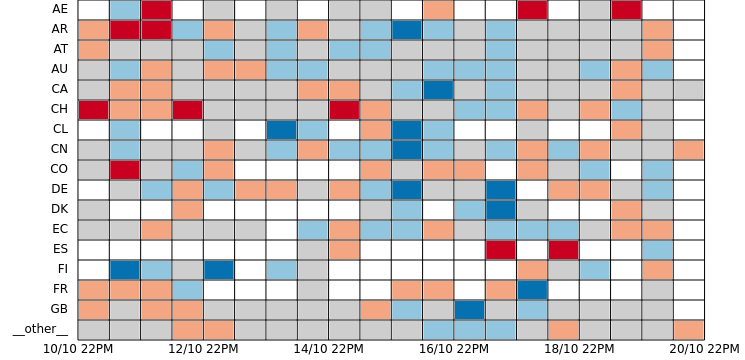 AE
AR
AT
AU
CA
CH
CL
CN
CO
DE
DK
EC
ES
FI
FR
GB
__other__
10/10 22PM 12/10 22PM 14/10 22PM 16/10 22PM 18/10 22PM 20/10 22PM